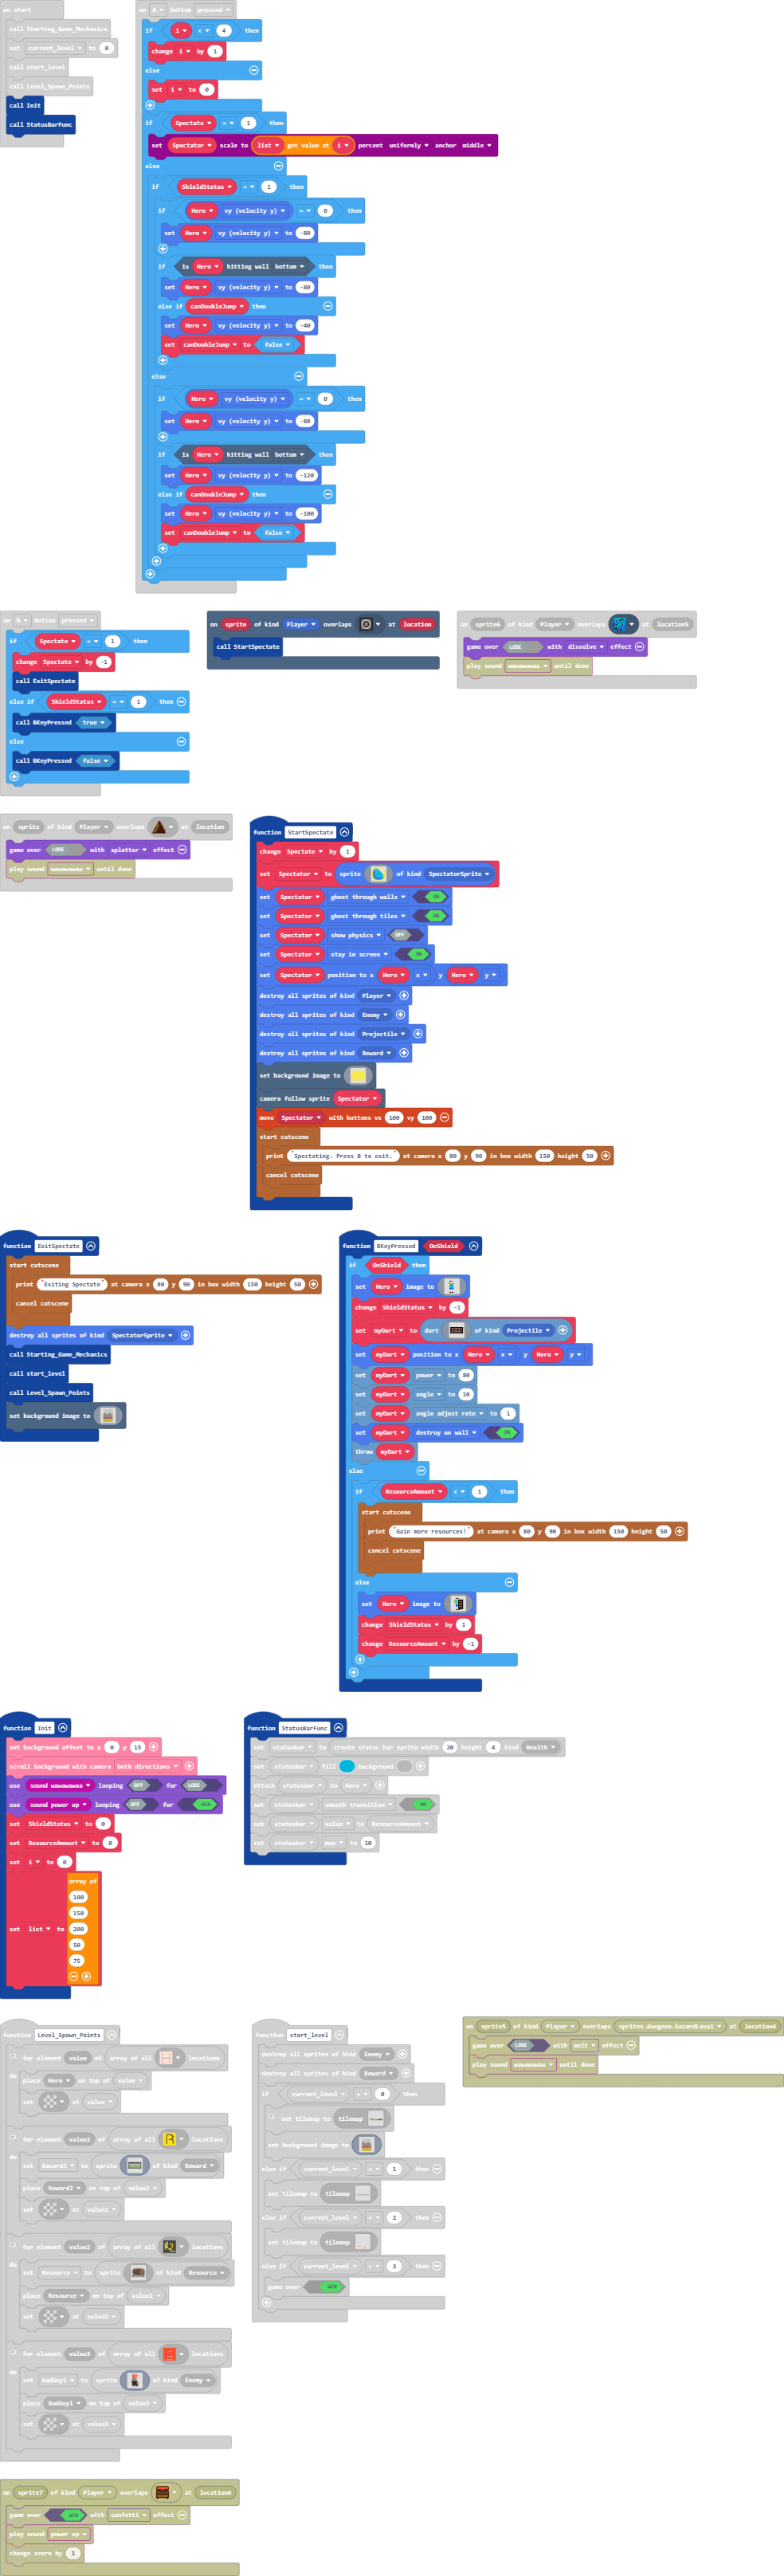 on start
call Starting_Game_Mechanics
set current_level to 0
call start_level
call Level_Spawn_Points
call Init
call StatusBarFunc
on A button pressed
if i < 4 then
change i by 1
else
set i to 0
if Spectate = 1 then
set Spectator scale to list get value at i percent uniformly anchor middle
else
if ShieldStatus = 1 then
if Hero vy (velocity y) = 0 then
set Hero vy (velocity y) to -80
if is Hero hitting wall bottom then
set Hero vy (velocity y) to -80
else if canDoubleJump then
set Hero vy (velocity y) to -40
set canDoubleJump to false
else
if Hero vy (velocity y) = 0 then
set Hero vy (velocity y) to -80
if is Hero hitting wall bottom then
set Hero vy (velocity y) to -120
else if canDoubleJump then
set Hero vy (velocity y) to -100
set canDoubleJump to false
on B button pressed
if Spectate = 1 then
change Spectate by -1
call ExitSpectate
else if ShieldStatus = 1 then
call BKeyPressed true
else
call BKeyPressed false
on sprite of kind Player overlaps at location
call StartSpectate
on sprite6 of kind Player overlaps at location5
game over LOSE with dissolve effect
play sound wawawawaa until done
on sprite of kind Player overlaps at location
game over LOSE with splatter effect
play sound wawawawaa until done
function StartSpectate
change Spectate by 1
set Spectator to sprite of kind SpectatorSprite
set Spectator ghost through walls ON
set Spectator ghost through tiles ON
set Spectator show physics OFF
set Spectator stay in screen ON
set Spectator position to x Hero x y Hero y
destroy all sprites of kind Player
destroy all sprites of kind Enemy
destroy all sprites of kind Projectile
destroy all sprites of kind Reward
set background image to
camera follow sprite Spectator
move Spectator with buttons vx 100 vy 100
start cutscene
print "Spectating. Press B to exit." at camera x 80 y 90 in box width 150 height 50
cancel cutscene
function ExitSpectate
start cutscene
print "Exiting Spectate" at camera x 80 y 90 in box width 150 height 50
cancel cutscene
destroy all sprites of kind SpectatorSprite
call Starting_Game_Mechanics
call start_level
call Level_Spawn_Points
set background image to
function BKeyPressed OnShield
if OnShield then
set Hero image to
change ShieldStatus by -1
set myDart to dart of kind Projectile
set myDart position to x Hero x y Hero y
set myDart power to 80
set myDart angle to 10
set myDart angle adjust rate to 1
set myDart destroy on wall ON
throw myDart
else
if ResourceAmount < 1 then
start cutscene
print "Gain more resources!" at camera x 80 y 90 in box width 150 height 50
cancel cutscene
else
set Hero image to
change ShieldStatus by 1
change ResourceAmount by -1
function Init
set background offset to x 0 y 15
scroll background with camera both directions
use sound wawawawaa looping OFF for LOSE
use sound power up looping OFF for WIN
set ShieldStatus to 0
set ResourceAmount to 0
set i to 0
set list to array of
100
150
200
50
75
function StatusBarFunc
set statusbar to create status bar sprite width 20 height 4 kind Health
set statusbar fill background
attach statusbar to Hero
set statusbar smooth transition ON
set statusbar value to ResourceAmount
set statusbar max to 10
function Level_Spawn_Points
for element value of array of all locations
do
place Hero on top of value
set at value
for element value2 of array of all locations
do
set Reward2 to sprite of kind Reward
place Reward2 on top of value2
set at value2
for element value2 of array of all locations
do
set Resource to sprite of kind Resource
place Resource on top of value2
set at value2
for element value3 of array of all locations
do
set BadGuy1 to sprite of kind Enemy
place BadGuy1 on top of value3
set at value3
function start_level
destroy all sprites of kind Enemy
destroy all sprites of kind Reward
if current_level = 0 then
set tilemap to tilemap
set background image to
else if current_level = 1 then
set tilemap to tilemap
else if current_level = 2 then
set tilemap to tilemap
else if current_level = 3 then
game over WIN
on sprite5 of kind Player overlaps sprites.dungeon.hazardLava1 at location4
game over LOSE with melt effect
play sound wawawawaa until done
on sprite7 of kind Player overlaps at location6
game over WIN with confetti effect
play sound power up
change score by 1